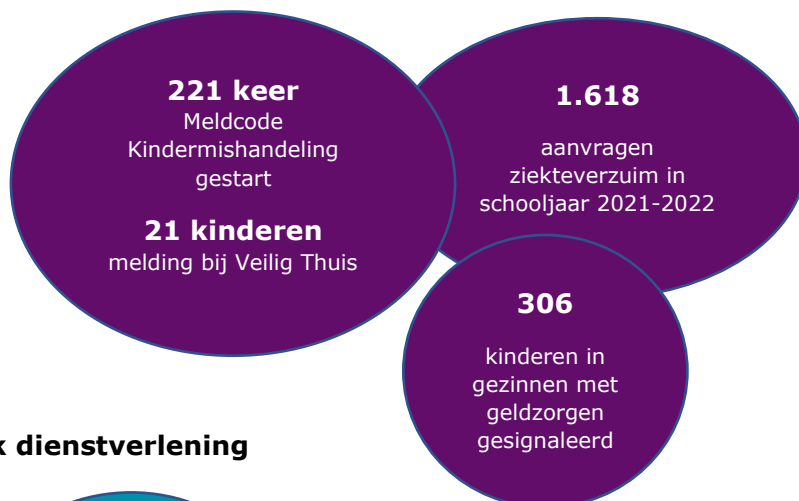 221 keer
Meldcode
Kindermishandeling
gestart
21 kinderen
melding bij Veilig Thuis
1.618
aanvragen
ziekteverzuim in
schooljaar 2021-2022
306
kinderen in
gezinnen met
geldzorgen
gesignaleerd
dienstverlening